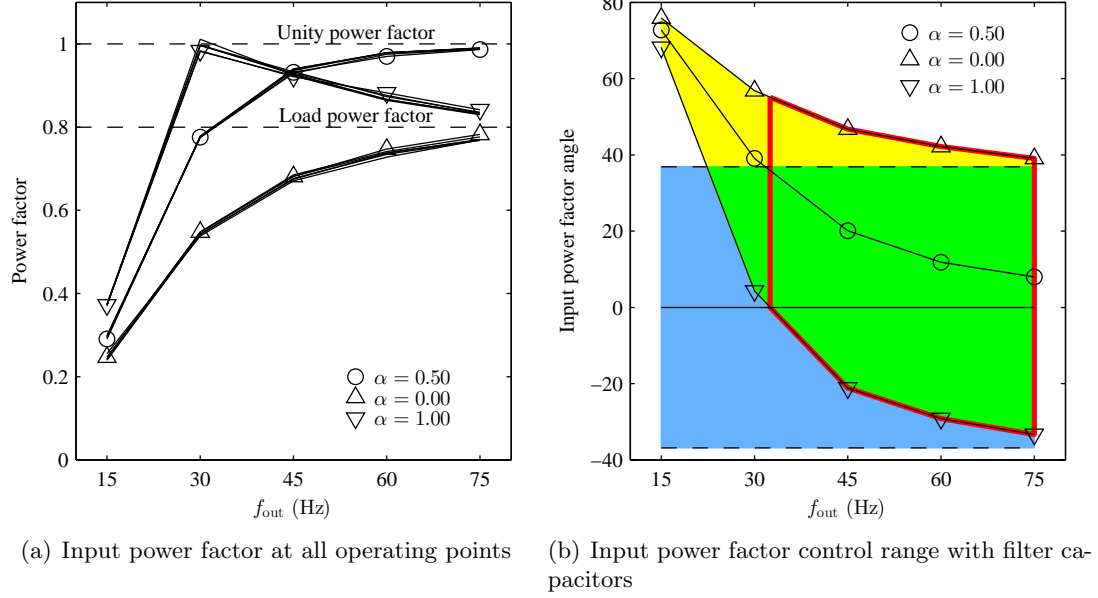 Power factor
0
0.2
0.4
0.6
0.8
1
Unity power factor
Load power factor
α = 0.50
α = 0.00
α = 1.00
15
30
45
60
75
f_out (Hz)
(a) Input power factor at all operating points
Input power factor angle
80
60
40
20
0
−20
−40
α = 0.50
α = 0.00
α = 1.00
15
30
45
60
75
f_out (Hz)
(b) Input power factor control range with filter ca-
pacitors